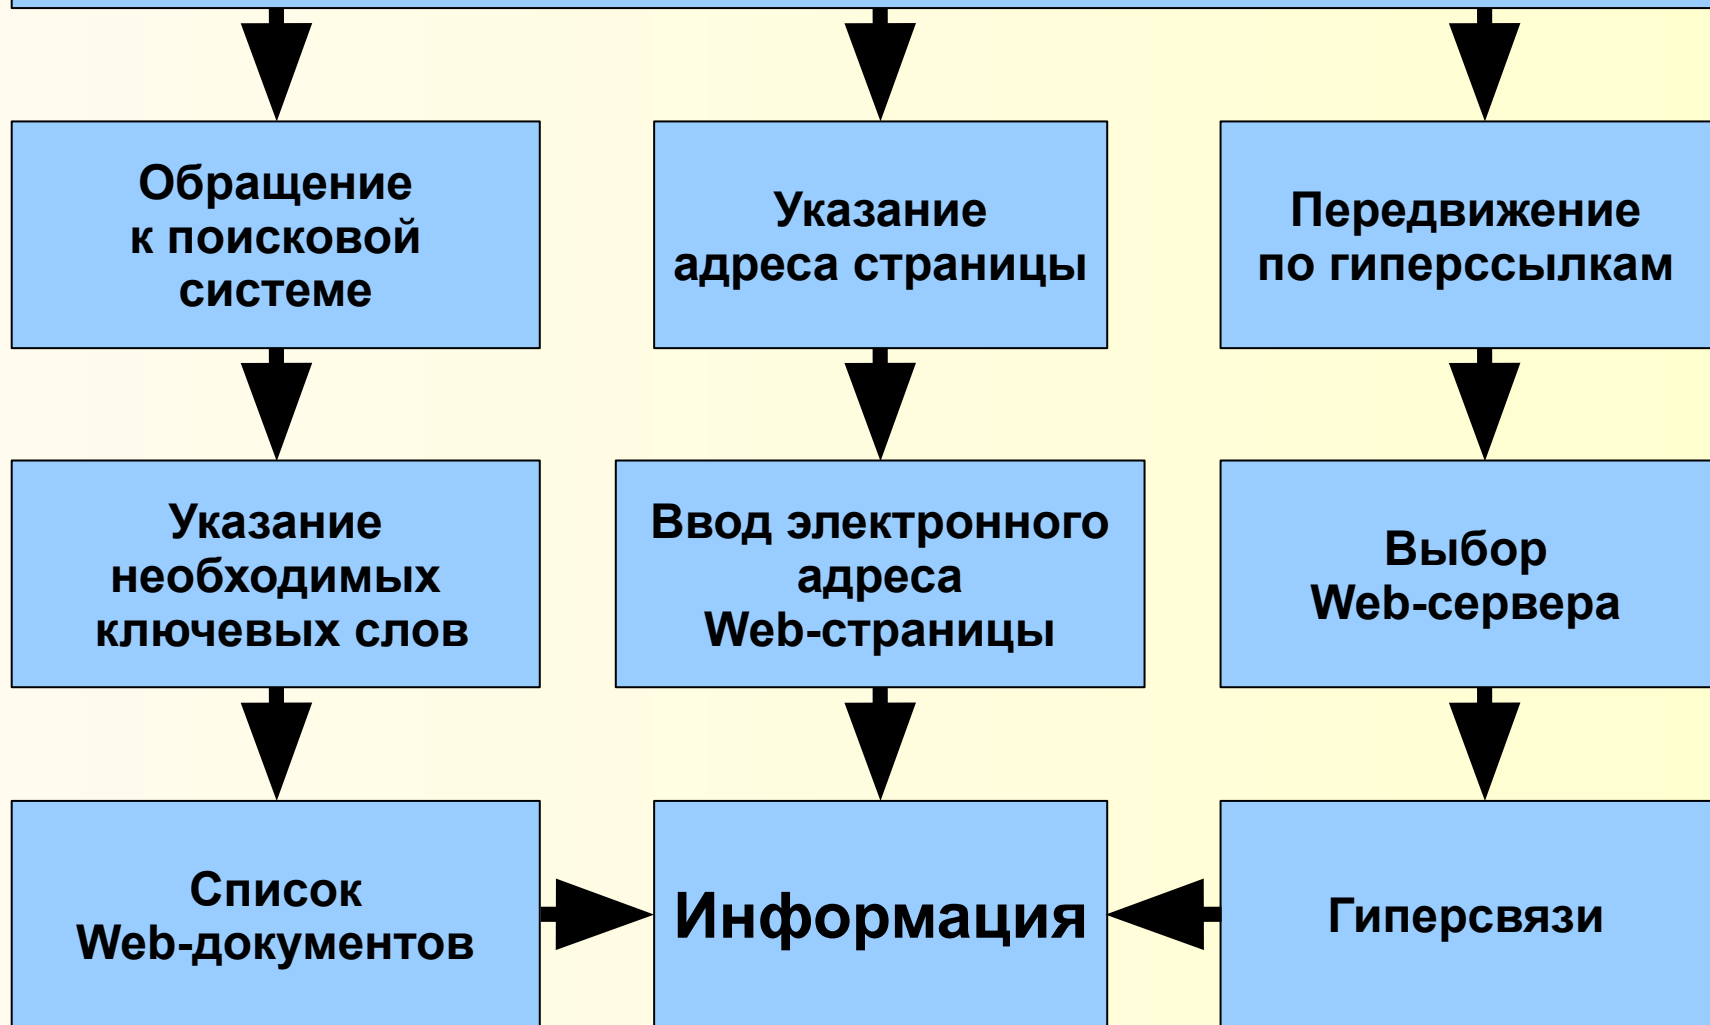 Обращение
к поисковой
системе
Указание
адреса страницы
Передвижение
по гиперссылкам
Указание
необходимых
ключевых слов
Ввод электронного
адреса
Web-страницы
Выбор
Web-сервера
Список
Web-документов
Информация
Гиперсвязи